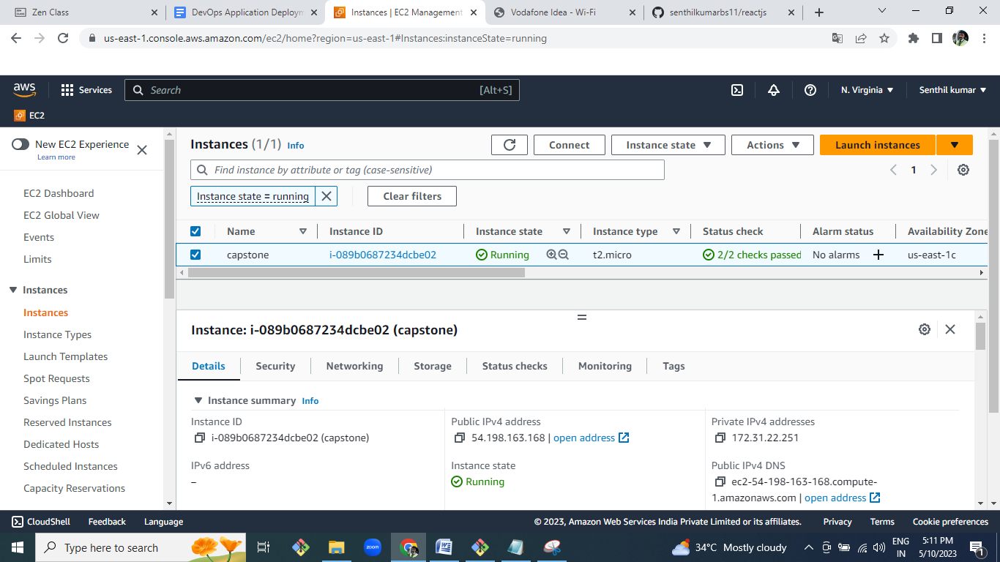 Zen Class
DevOps Application Deploym
Instances | EC2 Management
Vodafone Idea - Wi-Fi
senthilkumarbs11/reactjs
us-east-1.console.aws.amazon.com/ec2/home?region=us-east-1#Instances:instanceState=running
aws
Services
Search
[Alt+S]
N. Virginia
Senthil kumar
EC2
New EC2 Experience
Learn more
EC2 Dashboard
EC2 Global View
Events
Limits
Instances
Instances
Instance Types
Launch Templates
Spot Requests
Savings Plans
Reserved Instances
Dedicated Hosts
Scheduled Instances
Capacity Reservations
Instances (1/1) Info
Connect
Instance state
Actions
Launch instances
Find instance by attribute or tag (case-sensitive)
1
Instance state = running
Clear filters
Name Instance ID Instance state Instance type Status check Alarm status Availability Zone
capstone i-089b0687234dcbe02 Running t2.micro 2/2 checks passed No alarms us-east-1c
Instance: i-089b0687234dcbe02 (capstone)
Details Security Networking Storage Status checks Monitoring Tags
Instance summary Info
Instance ID
i-089b0687234dcbe02 (capstone)
Public IPv4 address
54.198.163.168 | open address
Private IPv4 addresses
172.31.22.251
IPv6 address
–
Instance state
Running
Public IPv4 DNS
ec2-54-198-163-168.compute-
1.amazonaws.com | open address
CloudShell Feedback Language
© 2023, Amazon Web Services India Private Limited or its affiliates. Privacy Terms Cookie preferences
Type here to search
zoom
34°C Mostly cloudy
ENG
IN
5:11 PM
5/10/2023
1